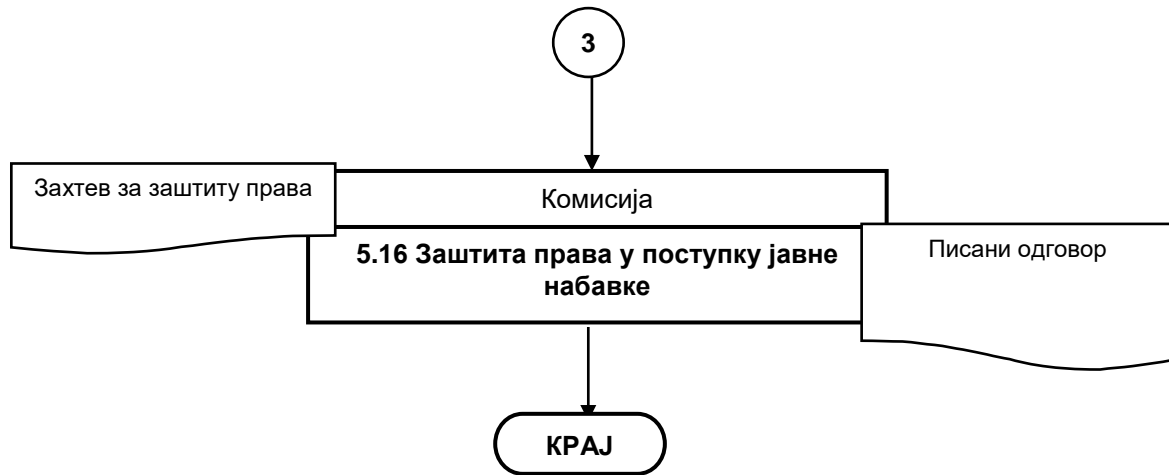 3
Захтев за заштиту права
Комисија
5.16 Заштита права у поступку јавне
набавке
Писани одговор
КРАЈ